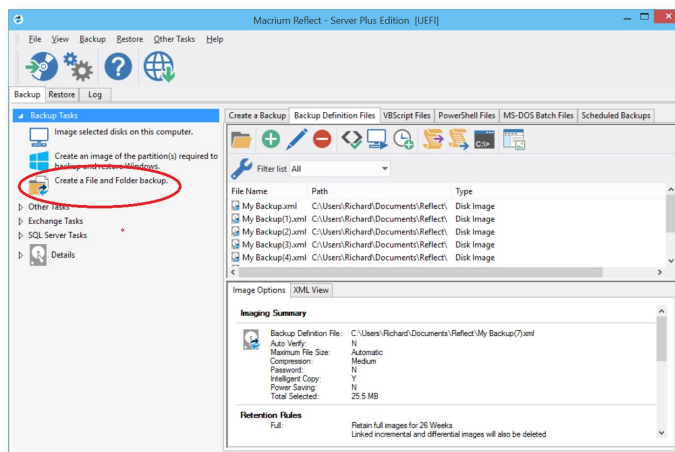 Macrium Reflect - Server Plus Edition [UEFI]
File View Backup Restore Other Tasks Help
Backup Restore Log
Backup Tasks
Image selected disks on this computer.
Create an image of the partition(s) required to
backup and restore Windows.
Create a File and Folder backup.
Other Tasks
Exchange Tasks
SQL Server Tasks
Details
Create a Backup Backup Definition Files VBScript Files PowerShell Files MS-DOS Batch Files Scheduled Backups
C:\>
Filter list All
File Name Path Type
My Backup.xml C:\Users\Richard\Documents\Reflect\ Disk Image
My Backup(1).xml C:\Users\Richard\Documents\Reflect\ Disk Image
My Backup(2).xml C:\Users\Richard\Documents\Reflect\ Disk Image
My Backup(3).xml C:\Users\Richard\Documents\Reflect\ Disk Image
My Backup(4).xml C:\Users\Richard\Documents\Reflect\ Disk Image
Image Options XML View
Imaging Summary
Backup Definition File: C:\Users\Richard\Documents\Reflect\My Backup(7).xml
Auto Verify: N
Maximum File Size: Automatic
Compression: Medium
Password: N
Intelligent Copy: Y
Power Saving: N
Total Selected: 25.5 MB
Retention Rules
Full: Retain full images for 26 Weeks
Linked incremental and differential images will also be deleted